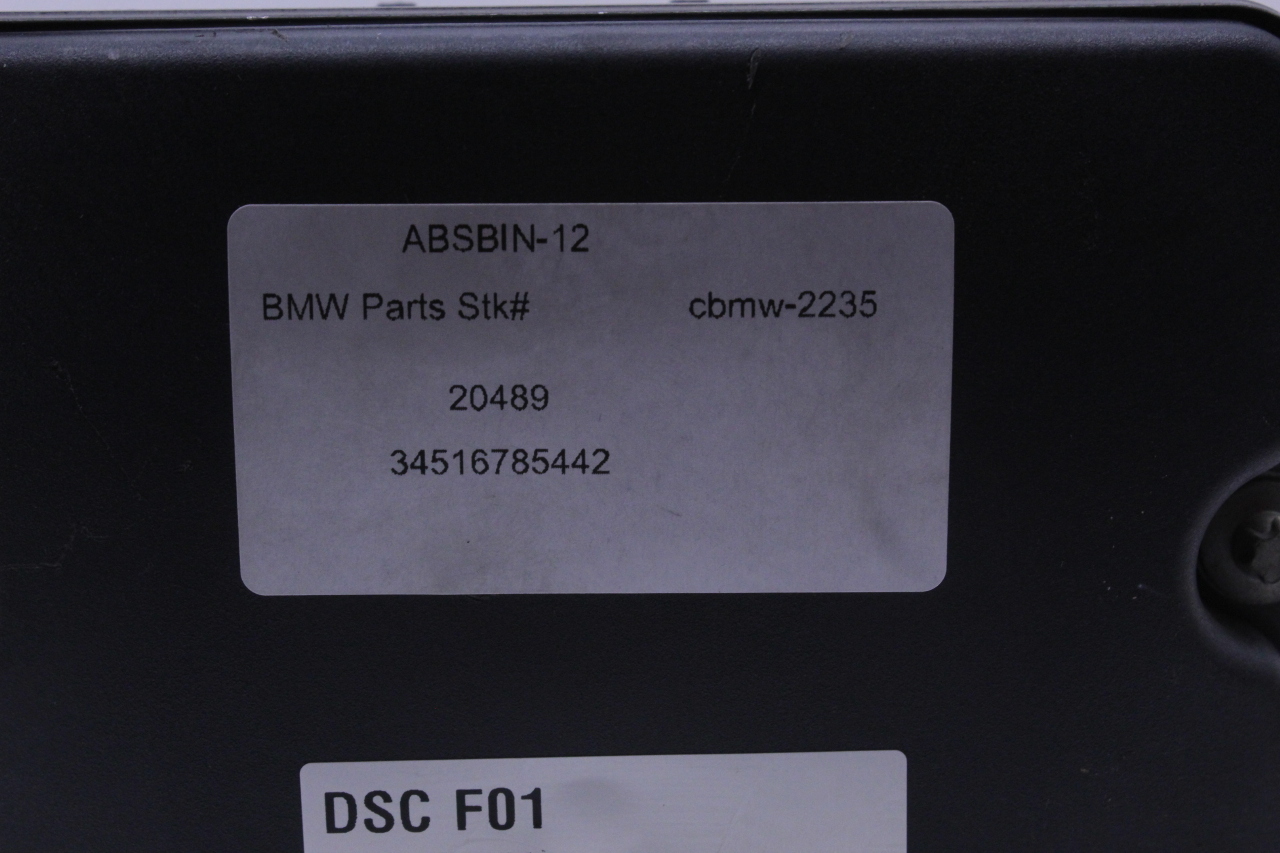 ABSBIN-12
BMW Parts Stk# cbmw-2235
20489
34516785442
DSC F01